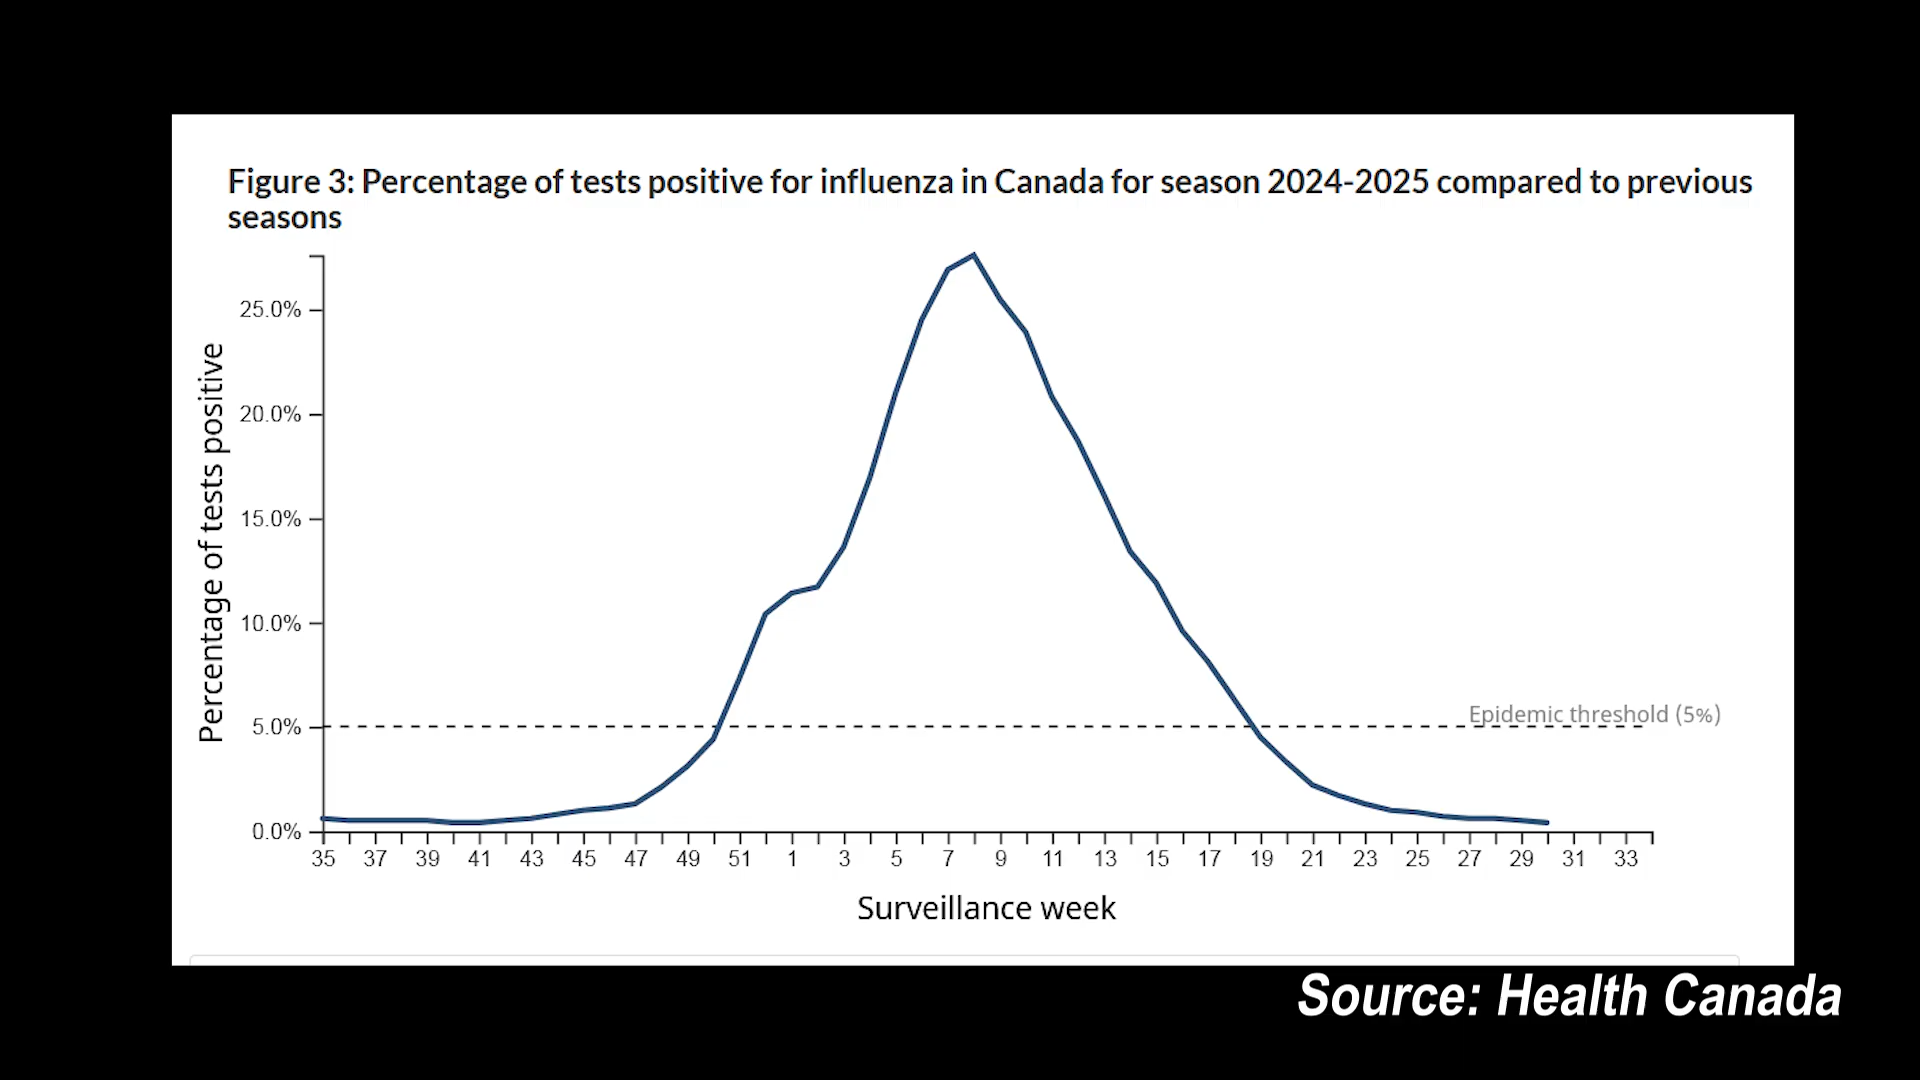 Figure 3: Percentage of tests positive for influenza in Canada for season 2024-2025 compared to previous
seasons
Percentage of tests positive
25.0%
20.0%
15.0%
10.0%
5.0%
0.0%
Epidemic threshold (5%)
35 37 39 41 43 45 47 49 51 1 3 5 7 9 11 13 15 17 19 21 23 25 27 29 31 33
Surveillance week
Source: Health Canada